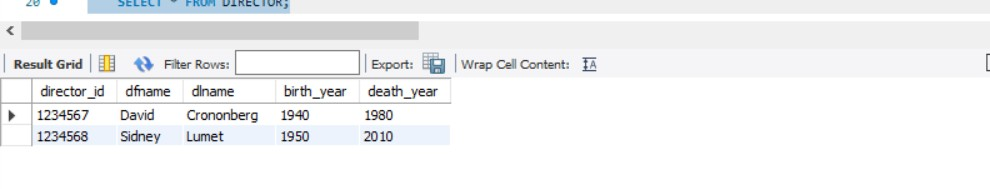 20 SELECT * FROM DIRECTOR;
Result Grid Filter Rows: Export: Wrap Cell Content:
director_id dfname dlname birth_year death_year
1234567 David Crononberg 1940 1980
1234568 Sidney Lumet 1950 2010